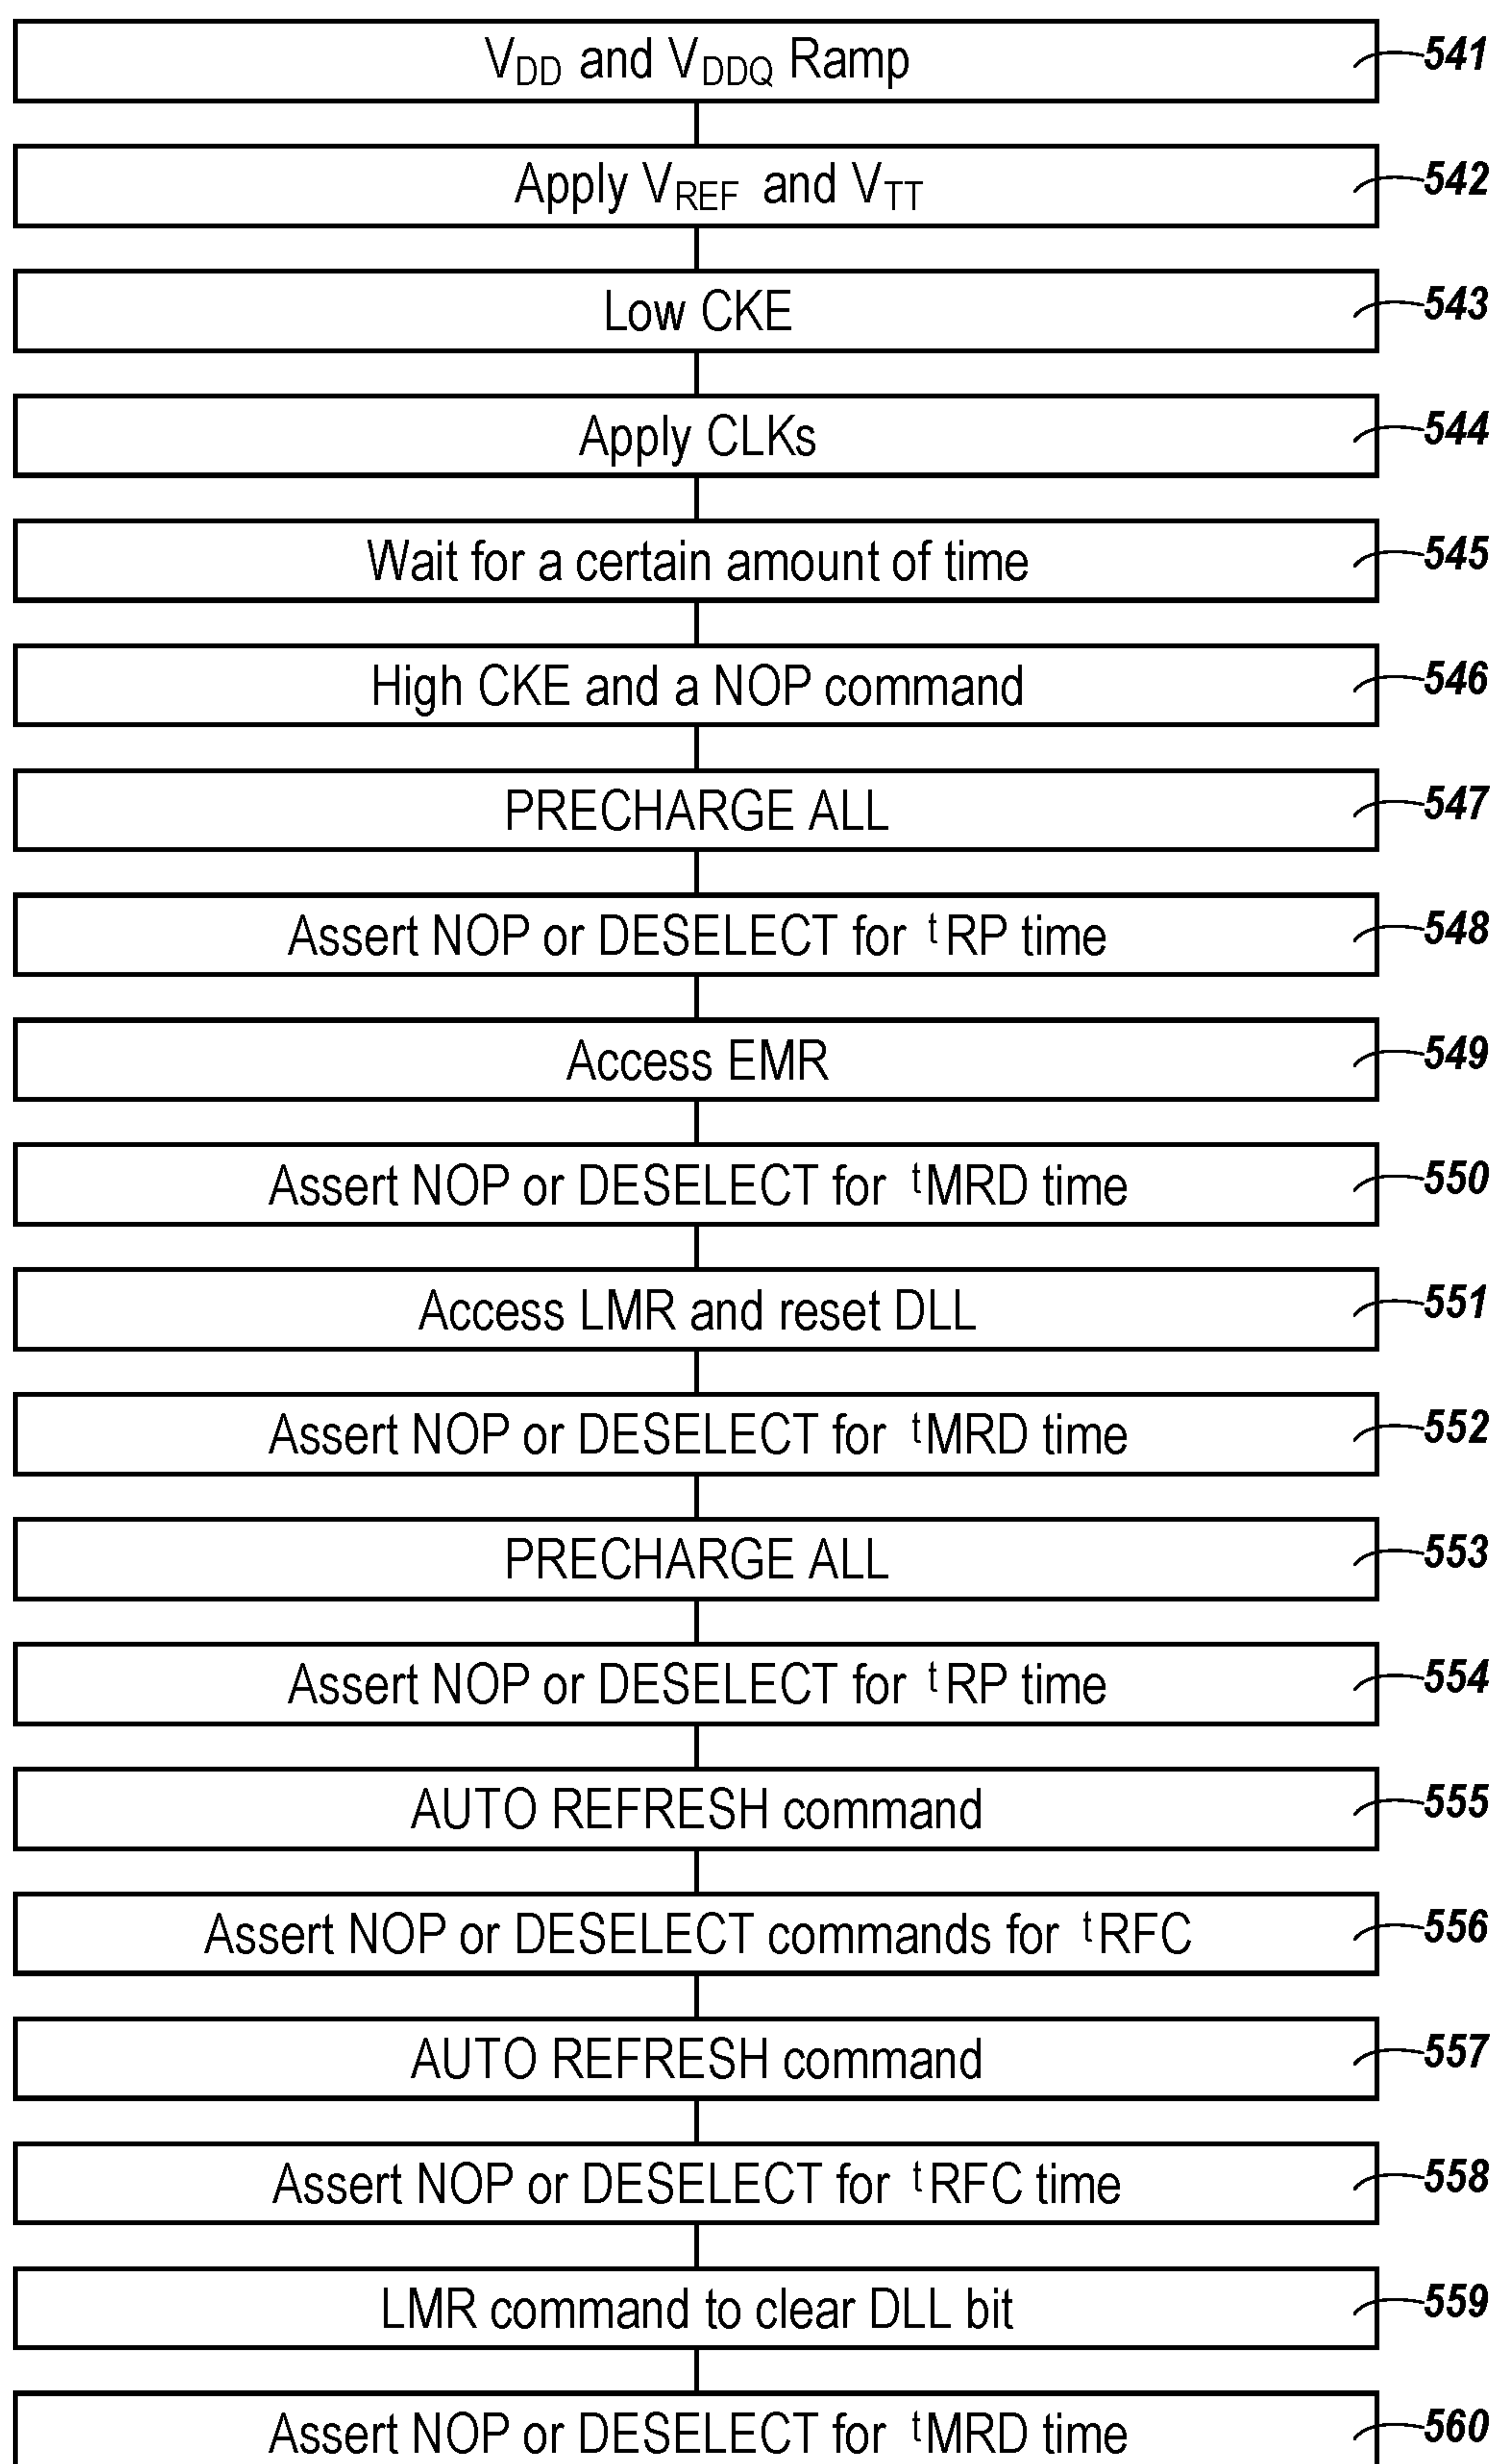 VDD and VDDQ Ramp 541
Apply VREF and VTT 542
Low CKE 543
Apply CLKs 544
Wait for a certain amount of time 545
High CKE and a NOP command 546
PRECHARGE ALL 547
Assert NOP or DESELECT for tRP time 548
Access EMR 549
Assert NOP or DESELECT for tMRD time 550
Access LMR and reset DLL 551
Assert NOP or DESELECT for tMRD time 552
PRECHARGE ALL 553
Assert NOP or DESELECT for tRP time 554
AUTO REFRESH command 555
Assert NOP or DESELECT commands for tRFC 556
AUTO REFRESH command 557
Assert NOP or DESELECT for tRFC time 558
LMR command to clear DLL bit 559
Assert NOP or DESELECT for tMRD time 560